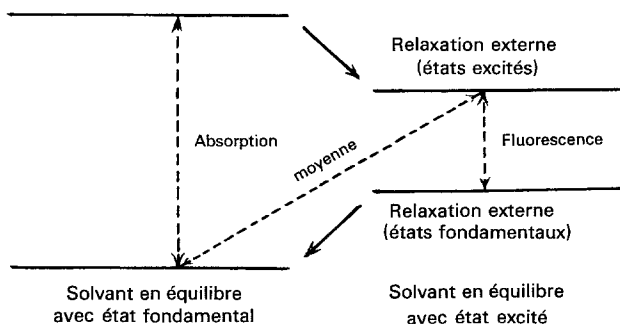 Relaxation externe
(états excités)
Absorption
moyenne
Fluorescence
Relaxation externe
(états fondamentaux)
Solvant en équilibre
avec état fondamental
Solvant en équilibre
avec état excité